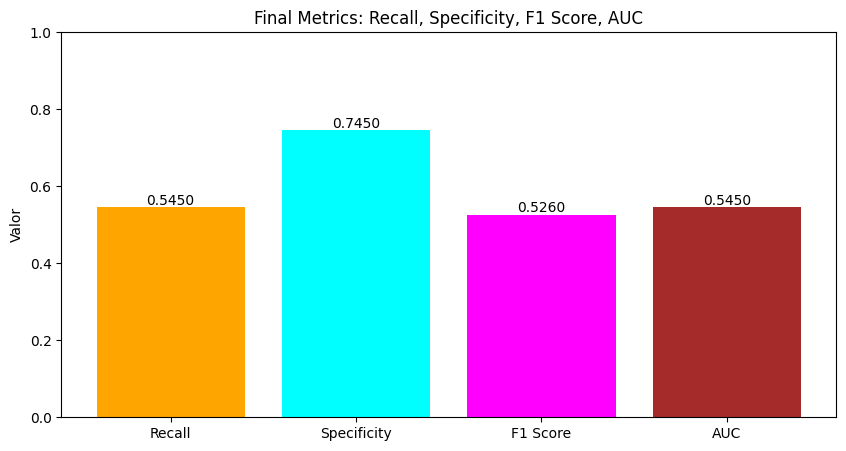 Final Metrics: Recall, Specificity, F1 Score, AUC
1.0
0.8
0.6
0.4
0.2
0.0
Valor
0.5450
0.7450
0.5260
0.5450
Recall
Specificity
F1 Score
AUC